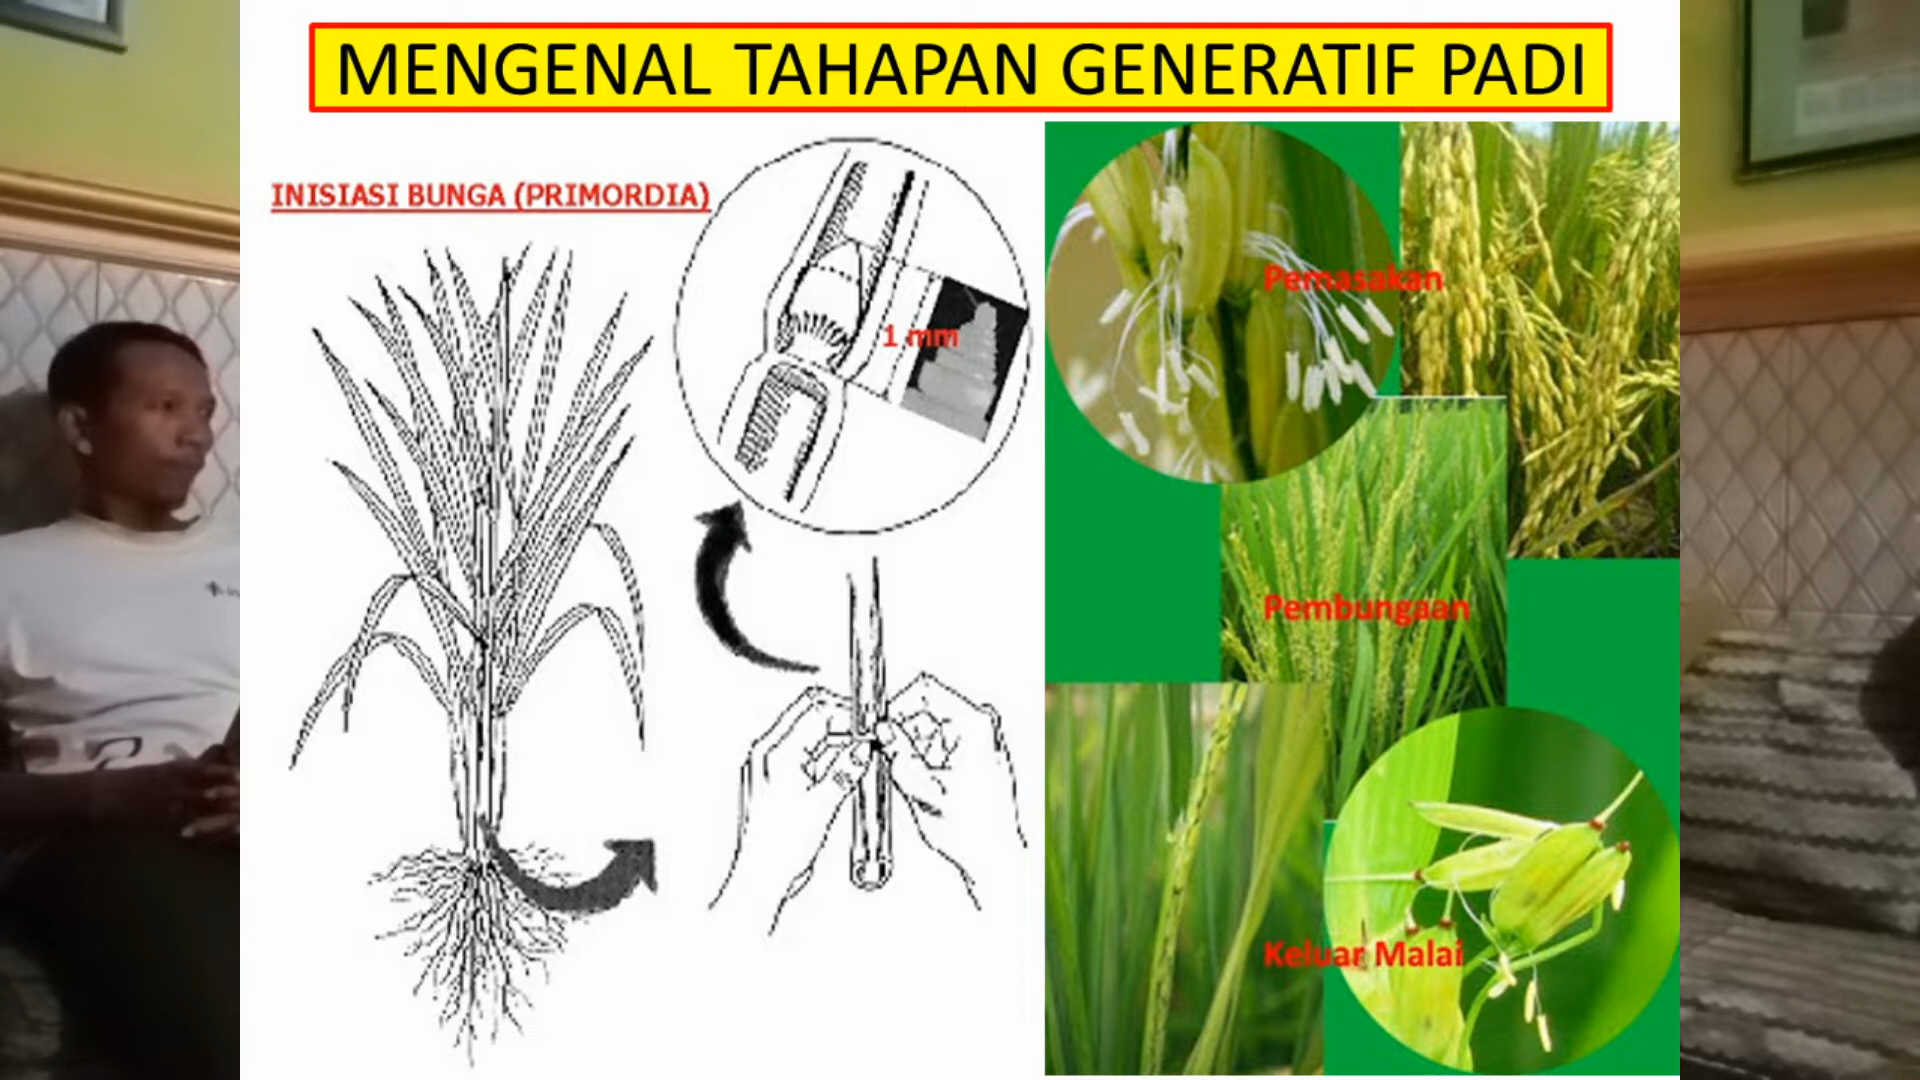 MENGENAL TAHAPAN GENERATIF PADI
INISIASI BUNGA (PRIMORDIA)
1 mm
Pemasakan
Pembungaan
Keluar Malai